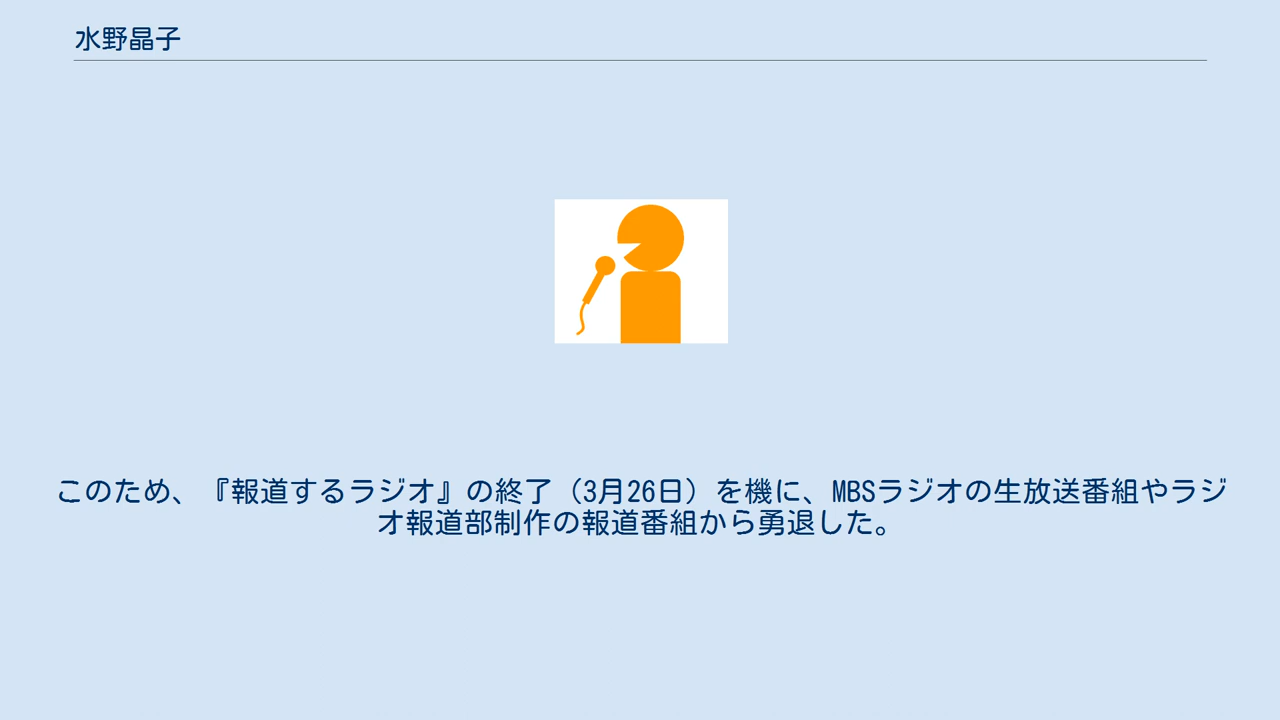 水野晶子
このため、『報道するラジオ』の終了（3月26日）を機に、MBSラジオの生放送番組やラジ
オ報道部制作の報道番組から勇退した。